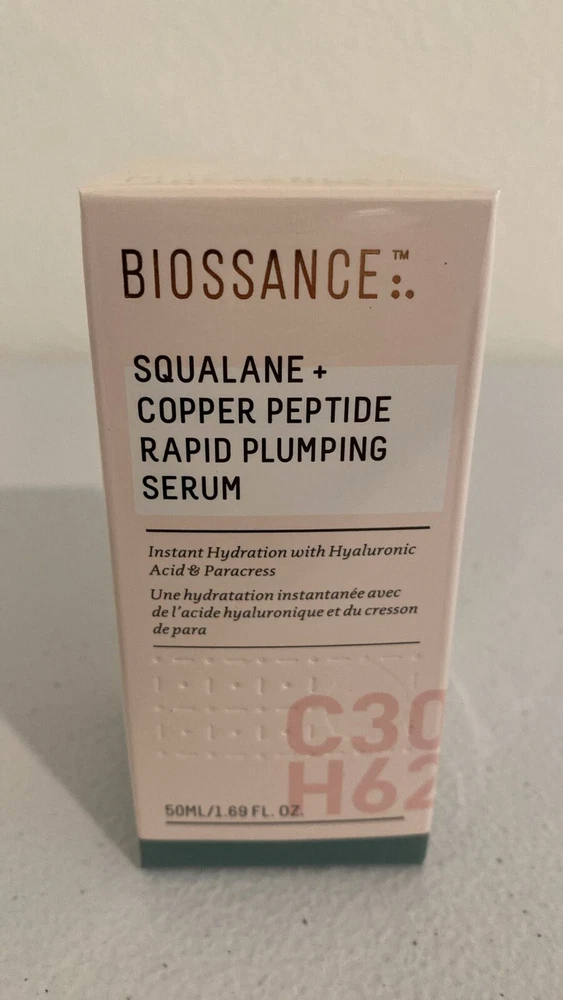 BIOSSANCE™
SQUALANE +
COPPER PEPTIDE
RAPID PLUMPING
SERUM
Instant Hydration with Hyaluronic
Acid & Paracress
Une hydratation instantanée avec
de l'acide hyaluronique et du cresson
de para
C30
H62
50ML/1.69 FL. OZ.